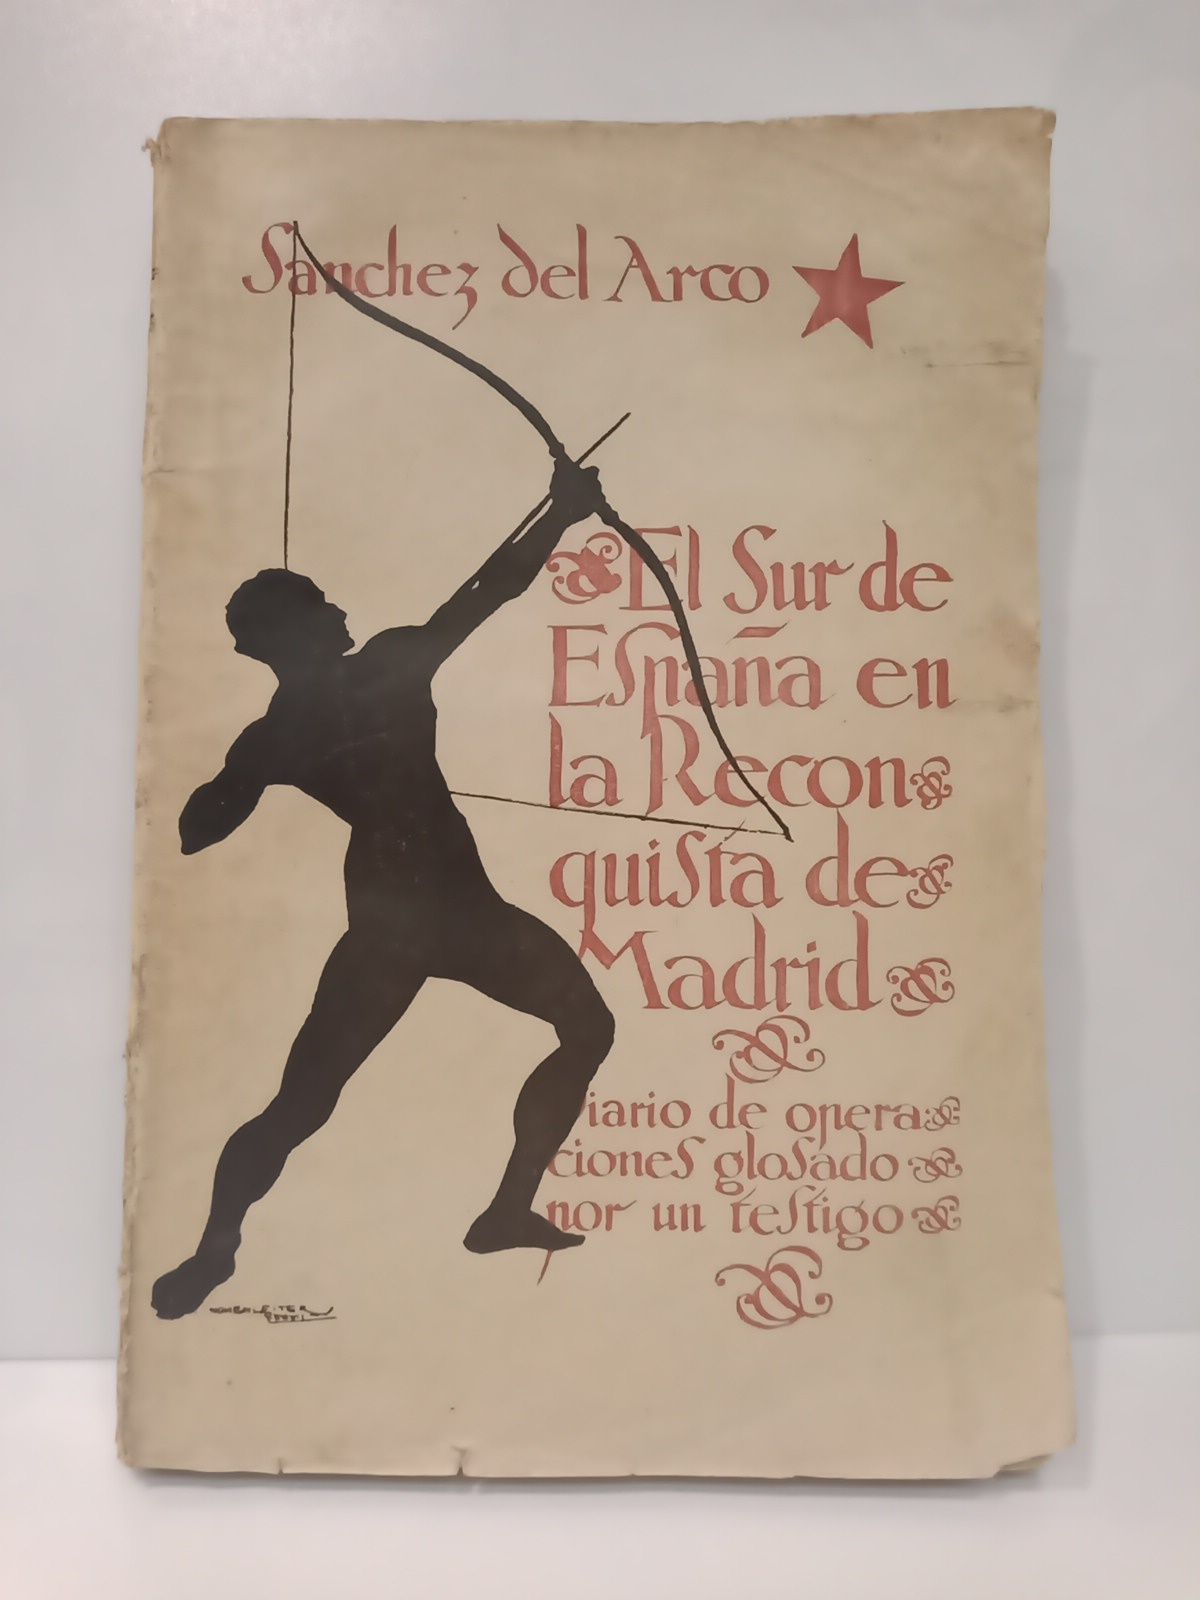 Sánchez del Arco
El Sur de
España en
la Recon
quista de
Madrid
Diario de opera
ciones glosado
por un testigo